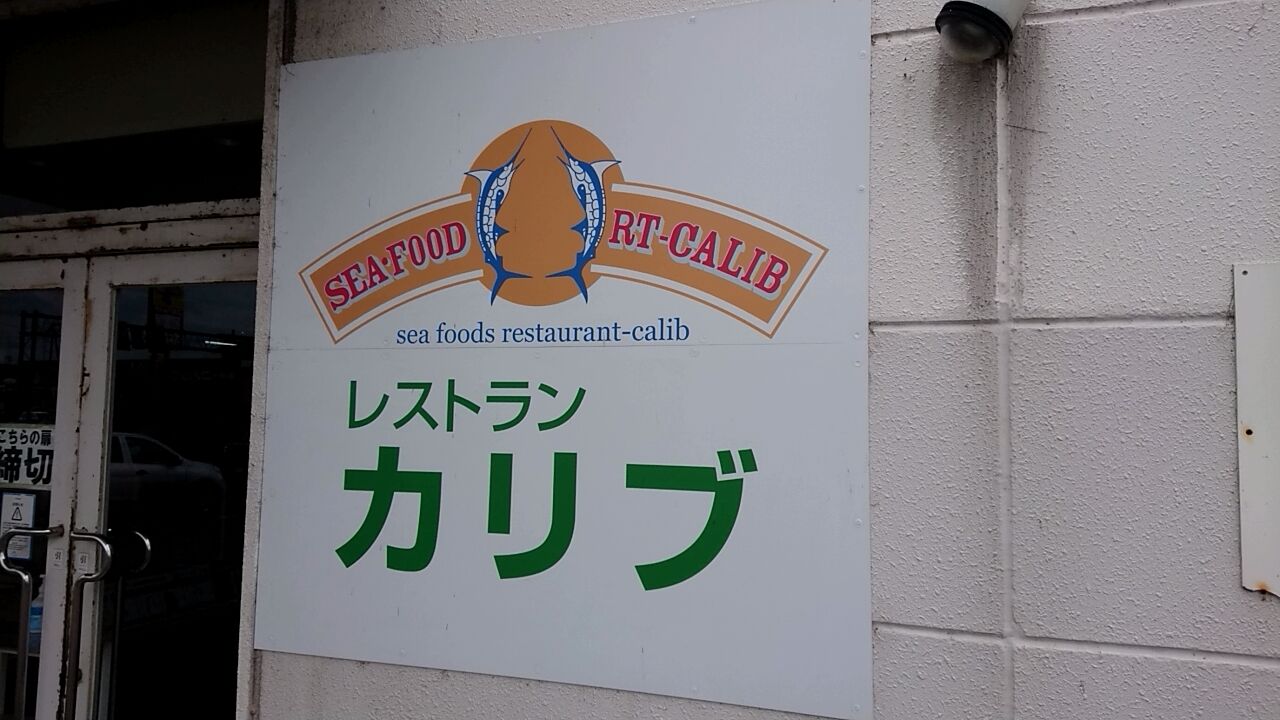 SEA·FOOD RT-CALIB
sea foods restaurant-calib
レストラン
カリブ
こちらの扉
締切